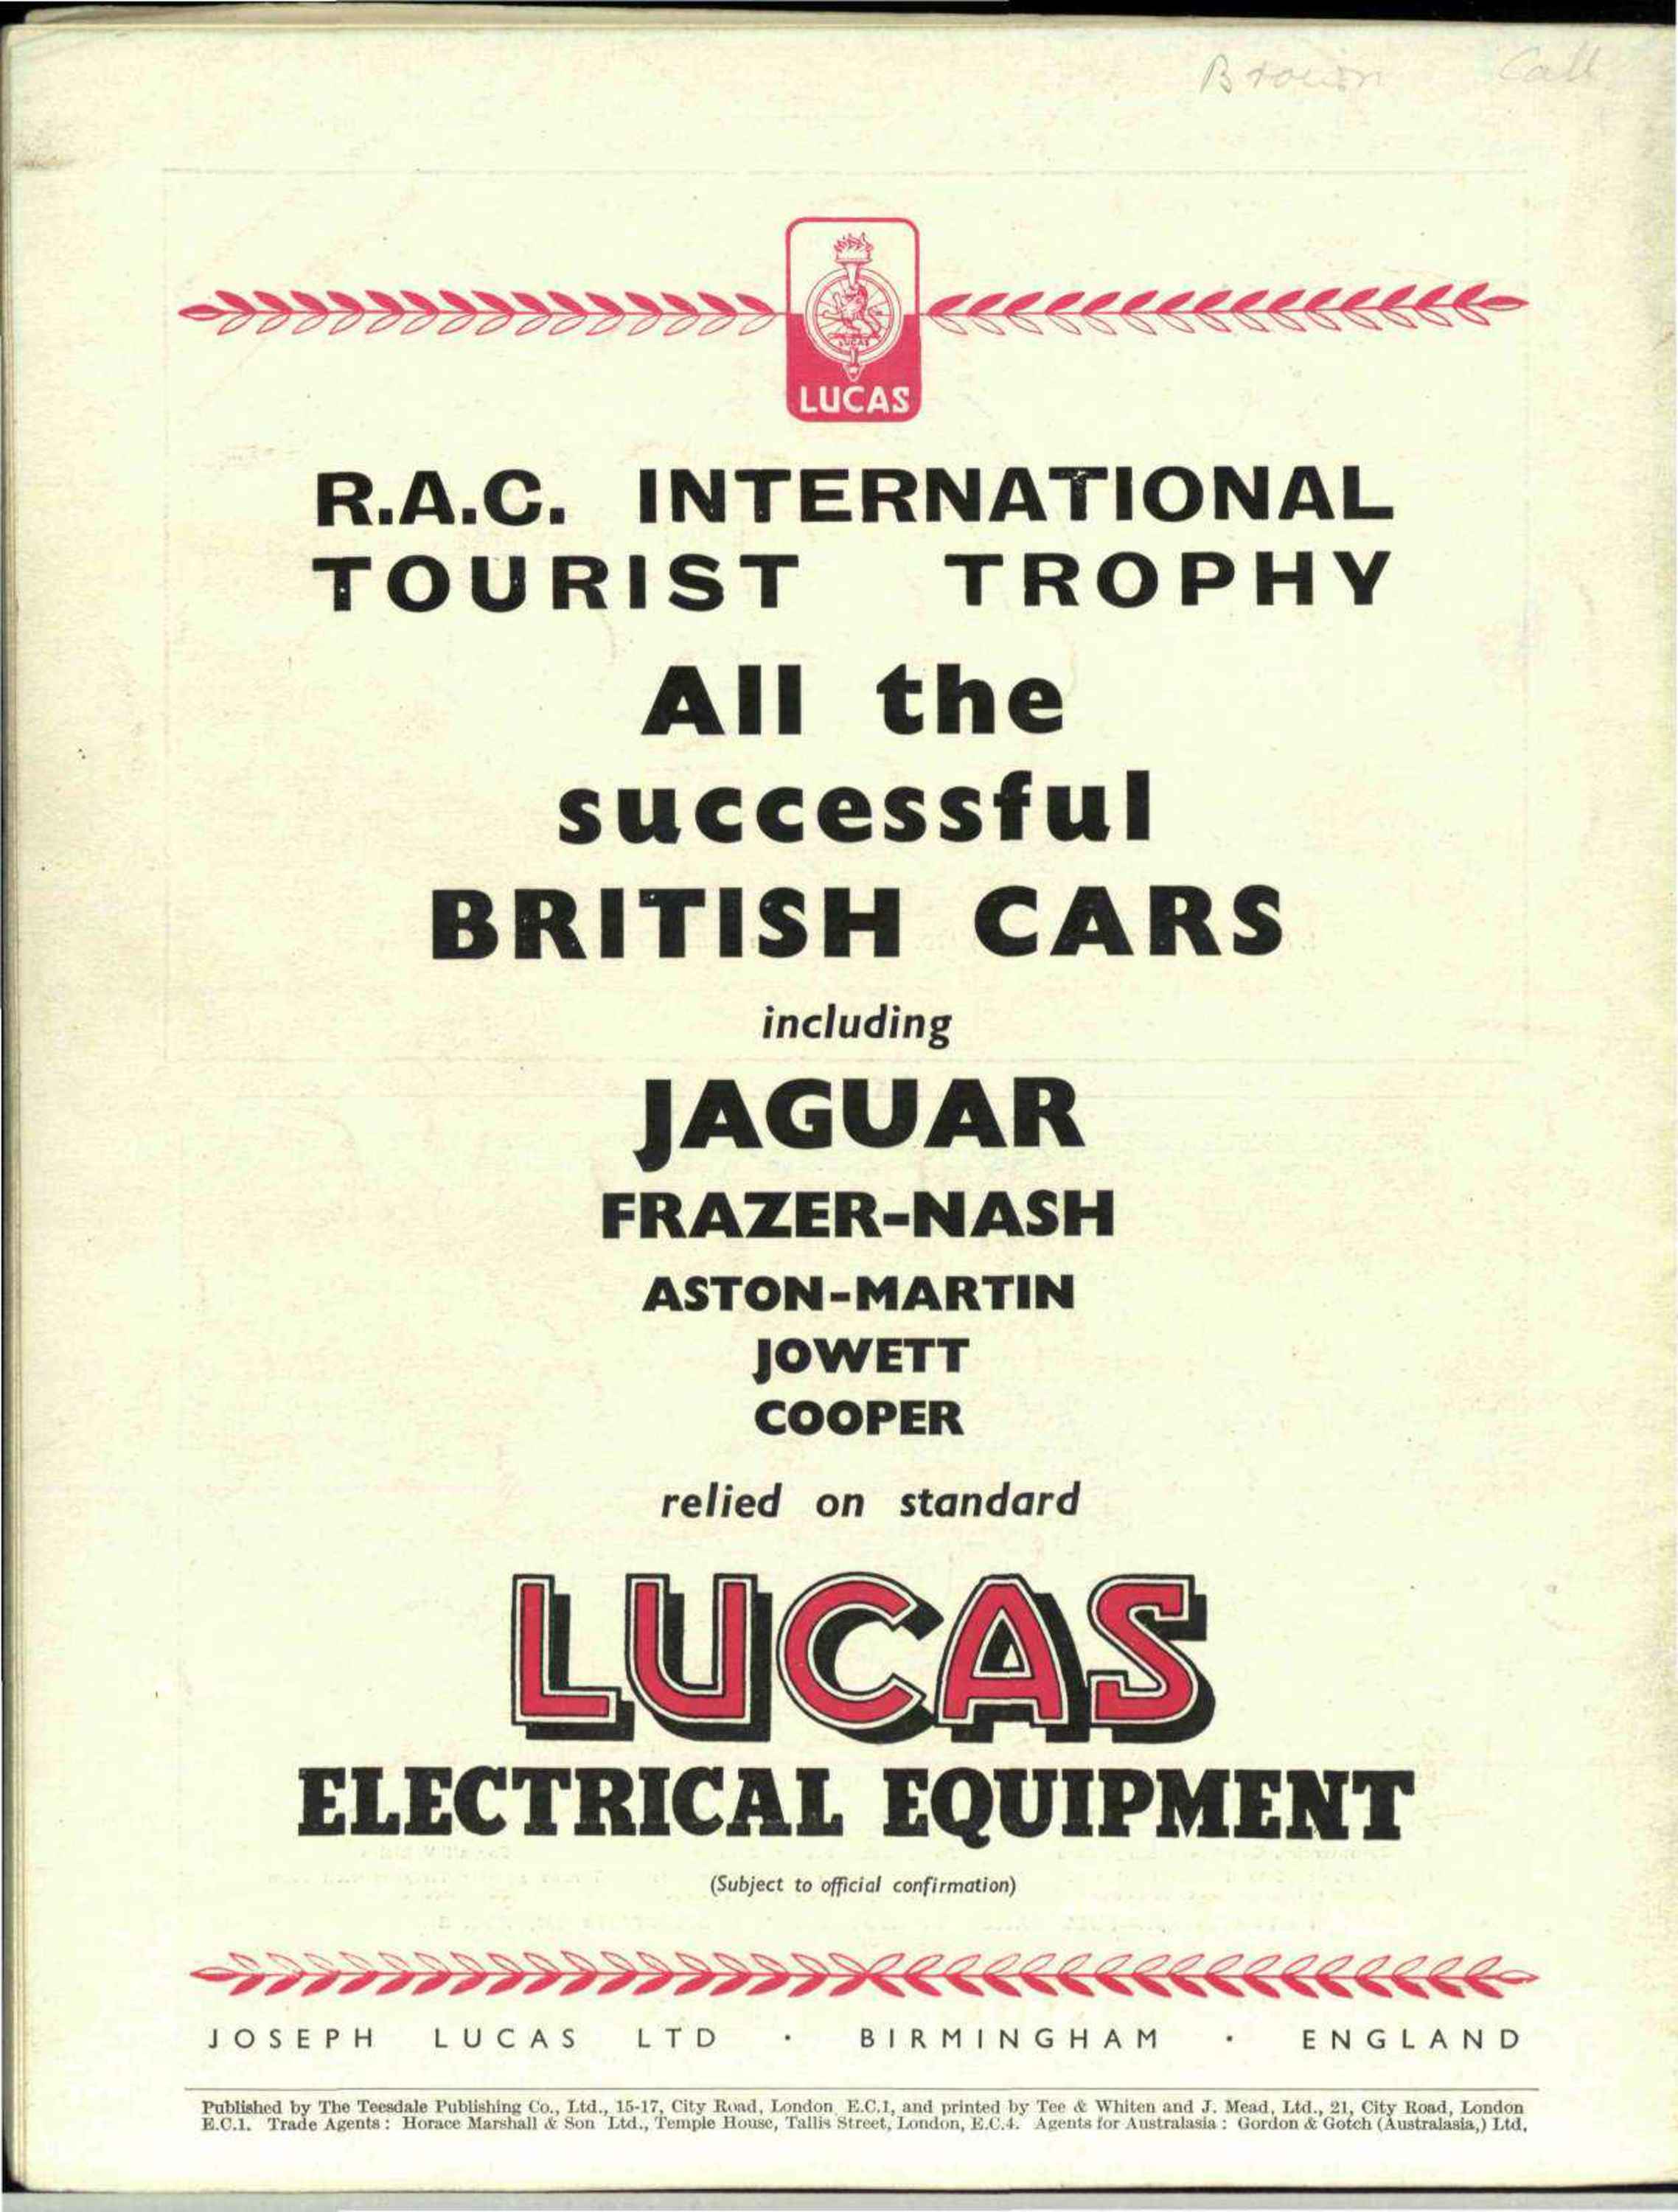 Brown Call
LUCAS
LUCAS
R.A.C. INTERNATIONAL
TOURIST TROPHY
All the
successful
BRITISH CARS
including
JAGUAR
FRAZER-NASH
ASTON-MARTIN
JOWETT
COOPER
relied on standard
LUCAS
ELECTRICAL EQUIPMENT
(Subject to official confirmation)
JOSEPH LUCAS LTD · BIRMINGHAM · ENGLAND
Published by The Teesdale Publishing Co., Ltd., 15-17, City Road, London E.C.1, and printed by Tee & Whiten and J. Mead, Ltd., 21, City Road, London
E.C.1. Trade Agents : Horace Marshall & Son Ltd., Temple House, Tallis Street, London, E.C.4. Agents for Australasia : Gordon & Gotch (Australasia,) Ltd,